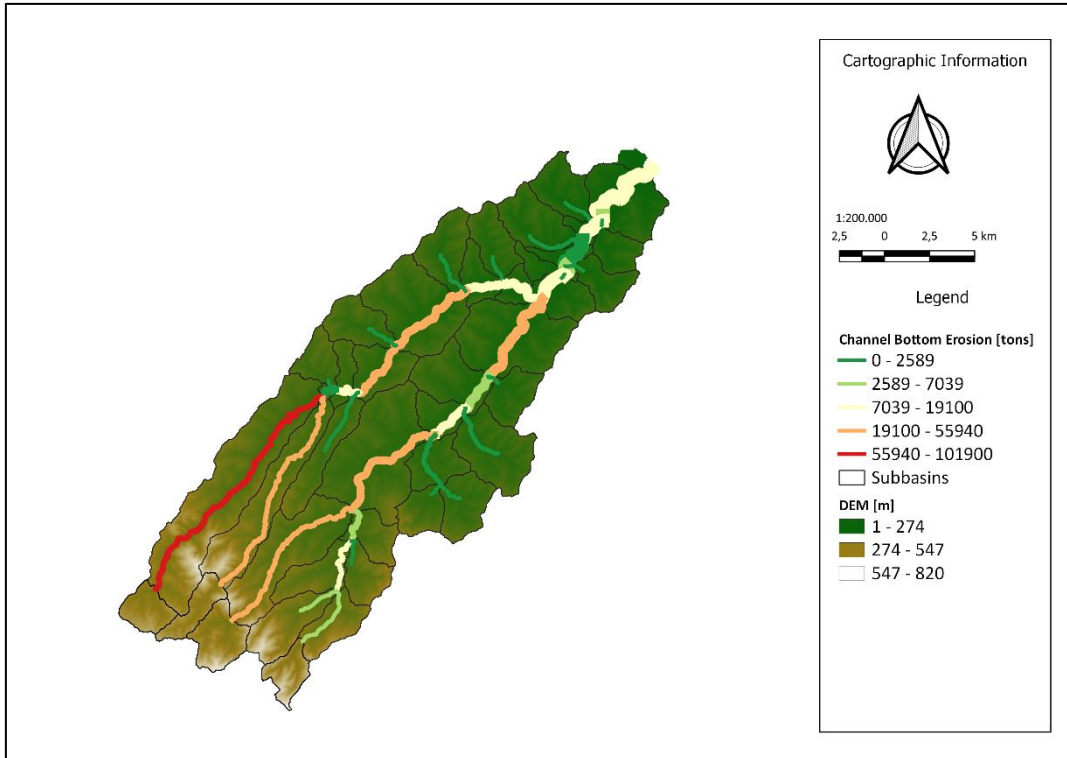 Cartographic Information
1:200.000
2,5 0 2,5 5 km
Legend
Channel Bottom Erosion [tons]
0 - 2589
2589 - 7039
7039 - 19100
19100 - 55940
55940 - 101900
Subbasins
DEM [m]
1 - 274
274 - 547
547 - 820